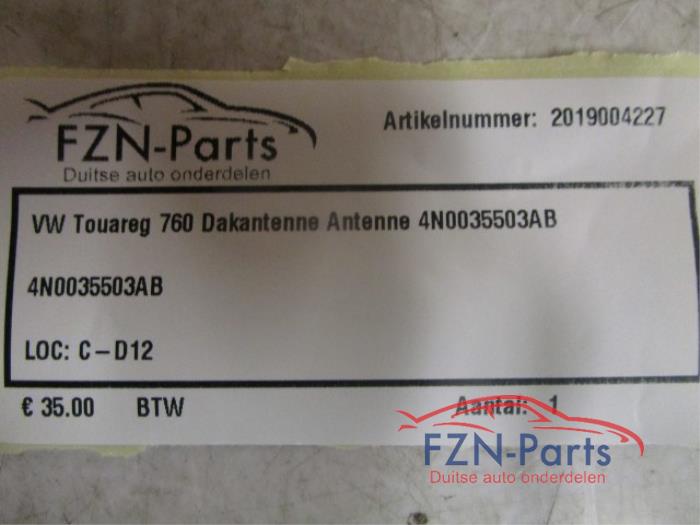 FZN-Parts
Duitse auto onderdelen
Artikelnummer: 2019004227
VW Touareg 760 Dakantenne Antenne 4N0035503AB
4N0035503AB
LOC: C-D12
€ 35.00 BTW Aantal: 1
FZN-Parts
Duitse auto onderdelen